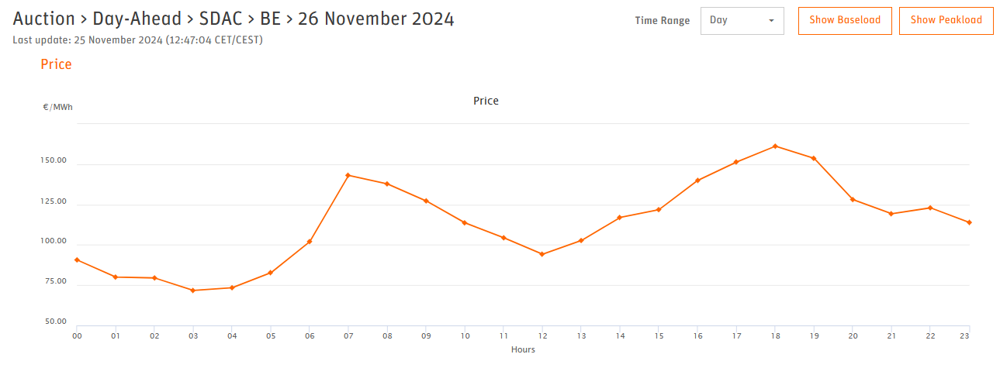 Auction > Day-Ahead > SDAC > BE > 26 November 2024
Last update: 25 November 2024 (12:47:04 CET/CEST)
Time Range
Day
Show Baseload
Show Peakload
Price
Price
€/MWh
150.00
125.00
100.00
75.00
50.00
00 01 02 03 04 05 06 07 08 09 10 11 12 13 14 15 16 17 18 19 20 21 22 23
Hours